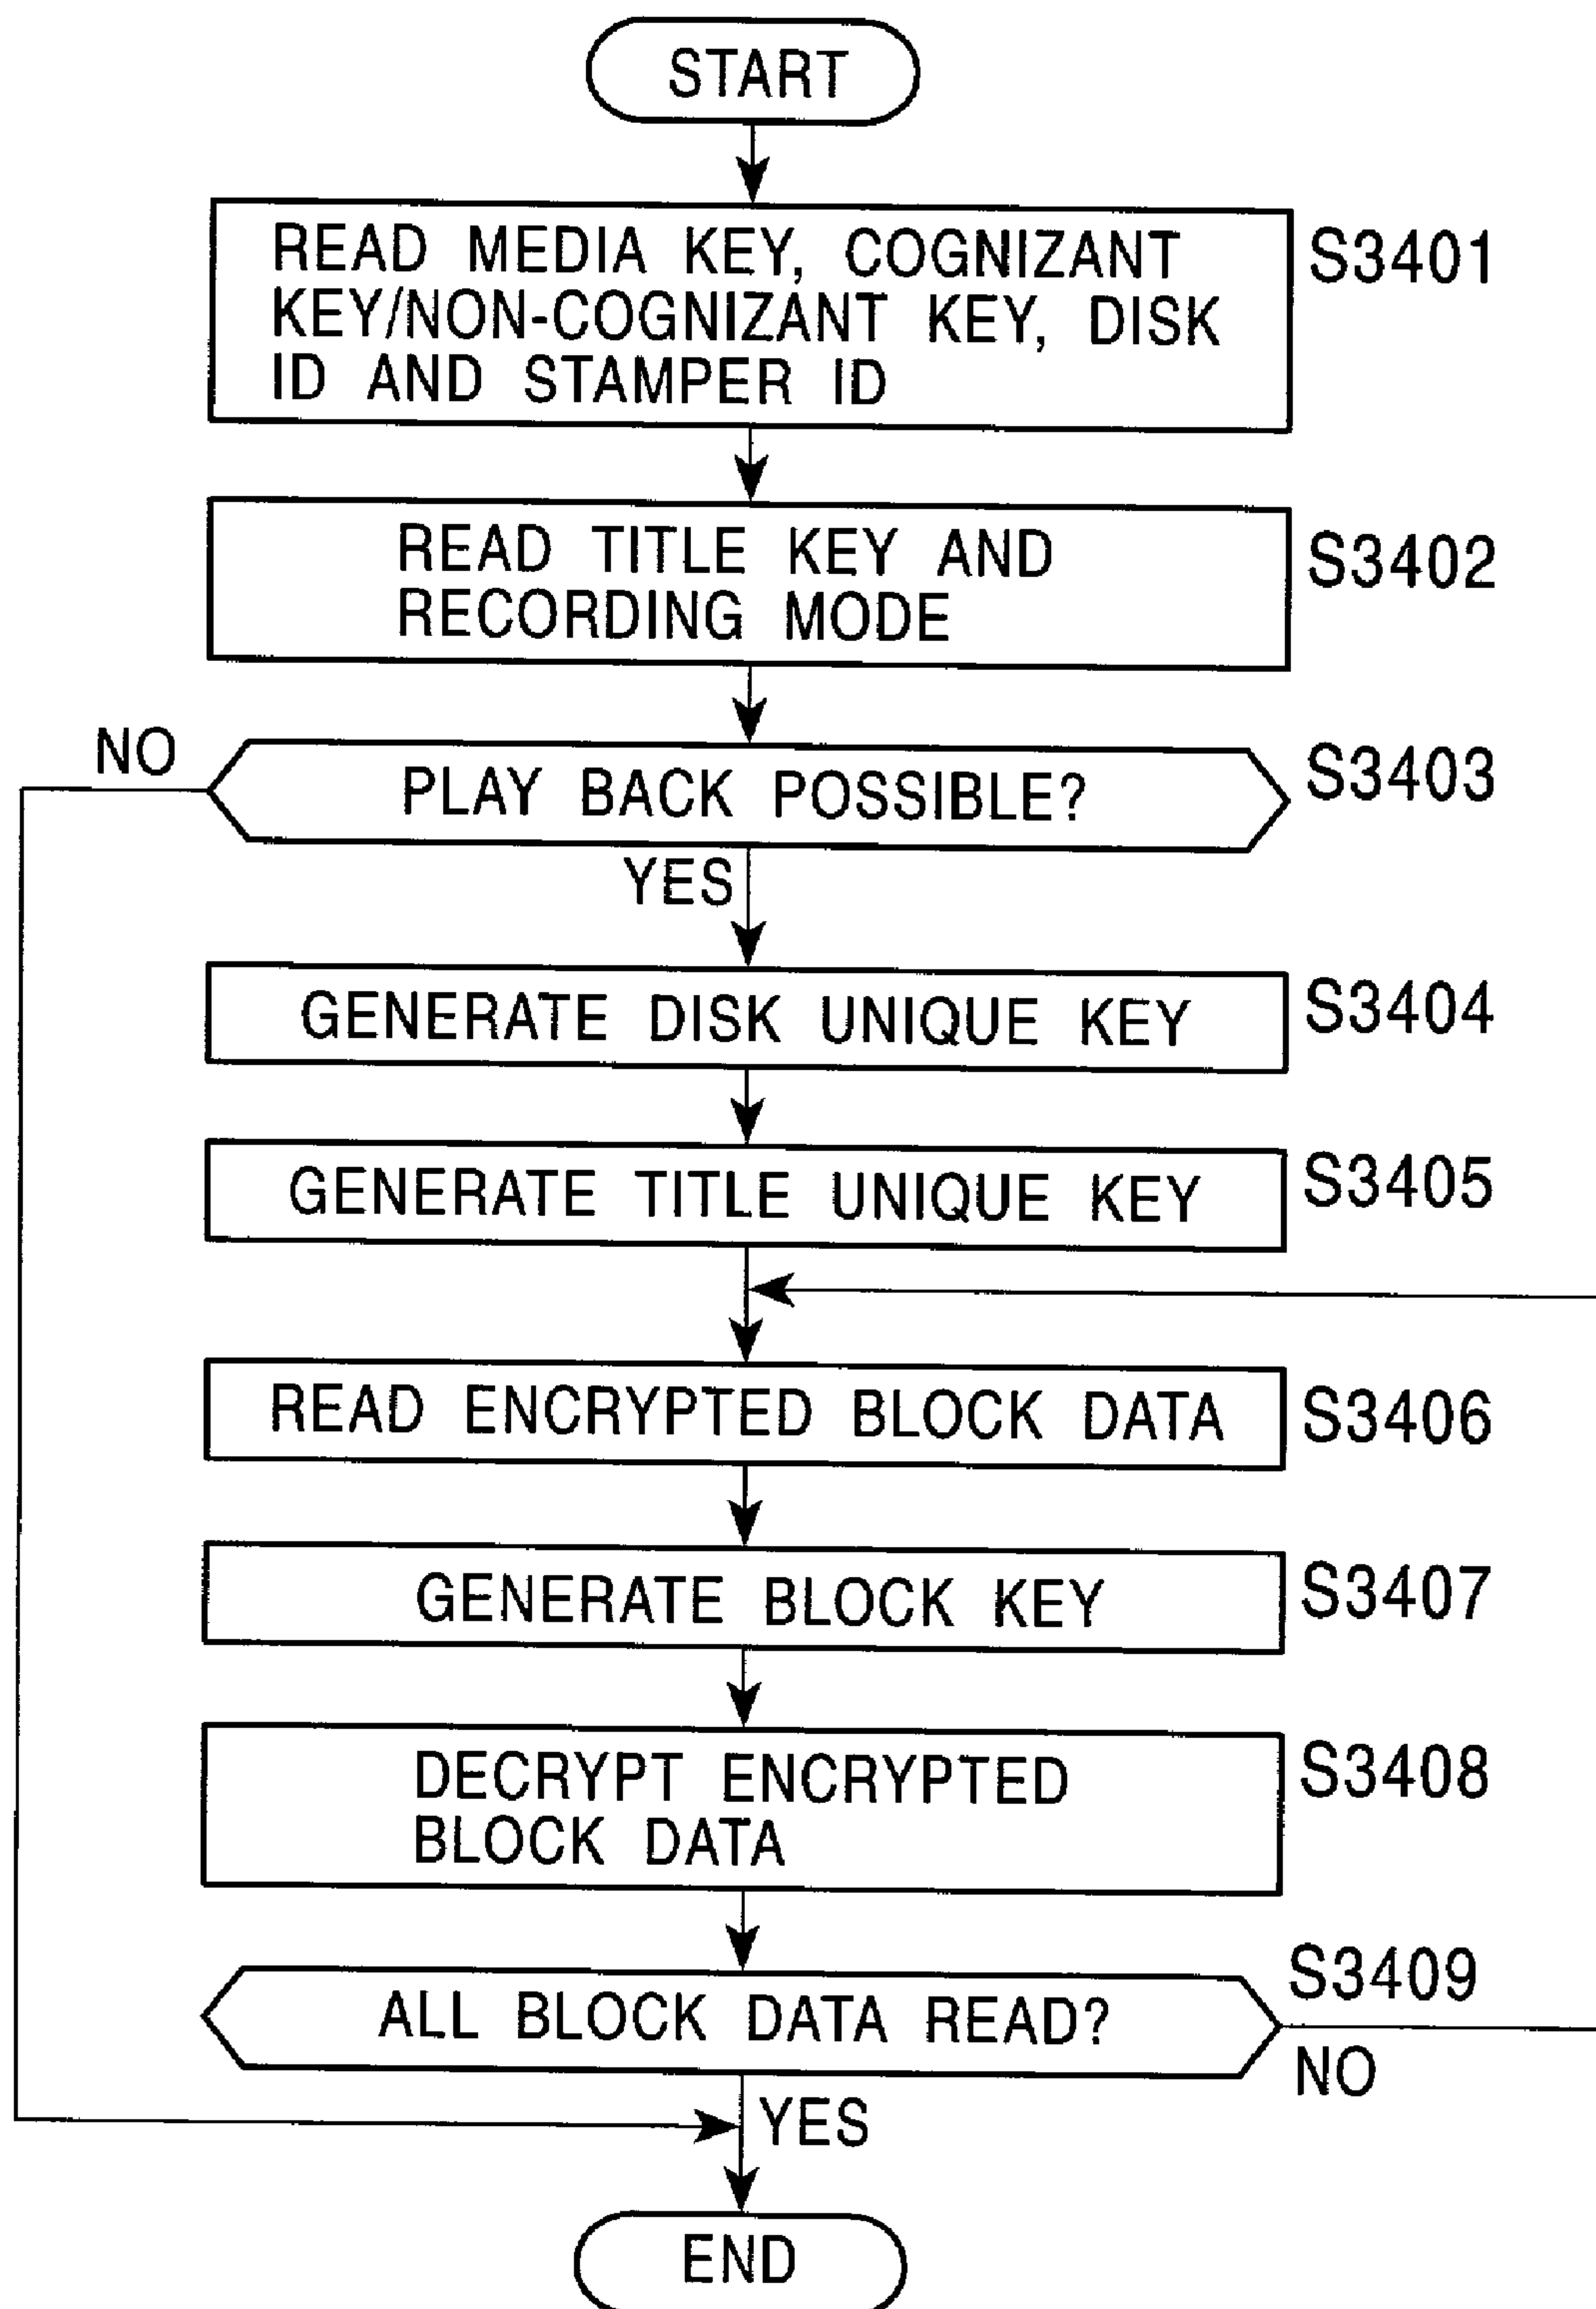 START
READ MEDIA KEY, COGNIZANT
KEY/NON-COGNIZANT KEY, DISK
ID AND STAMPER ID
S3401
READ TITLE KEY AND
RECORDING MODE
S3402
NO
PLAY BACK POSSIBLE?
S3403
YES
GENERATE DISK UNIQUE KEY
S3404
GENERATE TITLE UNIQUE KEY
S3405
READ ENCRYPTED BLOCK DATA
S3406
GENERATE BLOCK KEY
S3407
DECRYPT ENCRYPTED
BLOCK DATA
S3408
ALL BLOCK DATA READ?
S3409
NO
YES
END